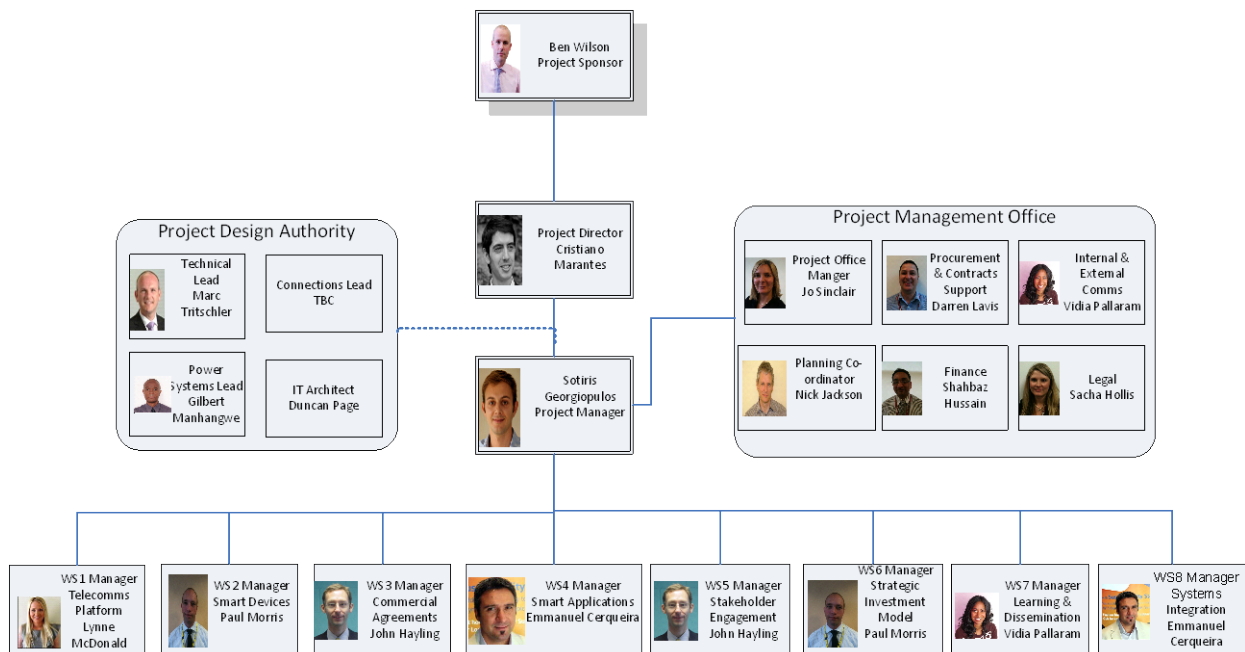 Ben Wilson
Project Sponsor
Project Director
Cristiano
Marantes
Project Design Authority
Technical
Lead
Marc
Tritschler
Connections Lead
TBC
Power
Systems Lead
Gilbert
Manhangwe
IT Architect
Duncan Page
Project Management Office
Project Office
Manger
Jo Sinclair
Procurement
& Contracts
Support
Darren Lavis
Internal &
External
Comms
Vidia Pallaram
Planning Co-
ordinator
Nick Jackson
Finance
Shahbaz
Hussain
Legal
Sacha Hollis
Sotiris
Georgiopulos
Project Manager
WS1 Manager
Telecomms
Platform
Lynne
McDonald
WS2 Manager
Smart Devices
Paul Morris
WS3 Manager
Commercial
Agreements
John Hayling
WS4 Manager
Smart Applications
Emmanuel Cerqueira
WS5 Manager
Stakeholder
Engagement
John Hayling
WS6 Manager
Strategic
Investment
Model
Paul Morris
WS7 Manager
Learning &
Dissemination
Vidia Pallaram
WS8 Manager
Systems
Integration
Emmanuel
Cerqueira